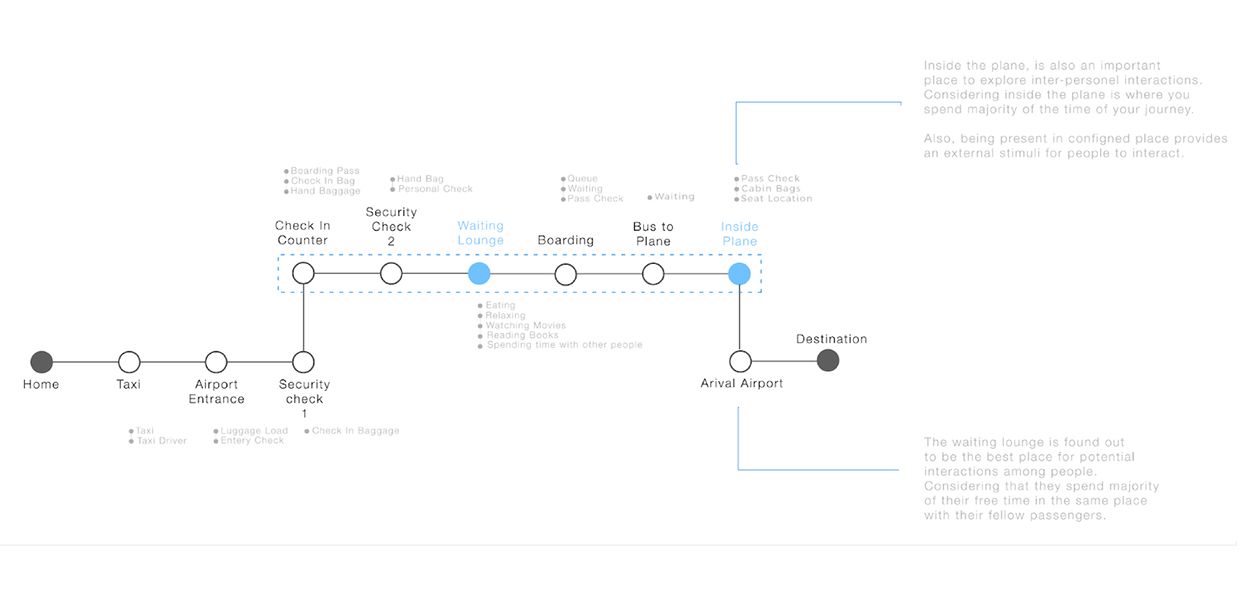 Inside the plane, is also an important
place to explore inter-personel interactions.
Considering inside the plane is where you
spend majority of the time of your journey.
Also, being present in configned place provides
an external stimuli for people to interact.
Boarding Pass
Check In Bag
Hand Baggage
Hand Bag
Personal Check
Queue
Waiting
Pass Check
Waiting
Pass Check
Cabin Bags
Seat Location
Check In
Counter
Security
Check
2
Waiting
Lounge
Boarding
Bus to
Plane
Inside
Plane
Eating
Relaxing
Watching Movies
Reading Books
Spending time with other people
Home
Taxi
Airport
Entrance
Security
check
1
Arival Airport
Destination
Taxi
Taxi Driver
Luggage Load
Entery Check
Check In Baggage
The waiting lounge is found out
to be the best place for potential
interactions among people.
Considering that they spend majority
of their free time in the same place
with their fellow passengers.